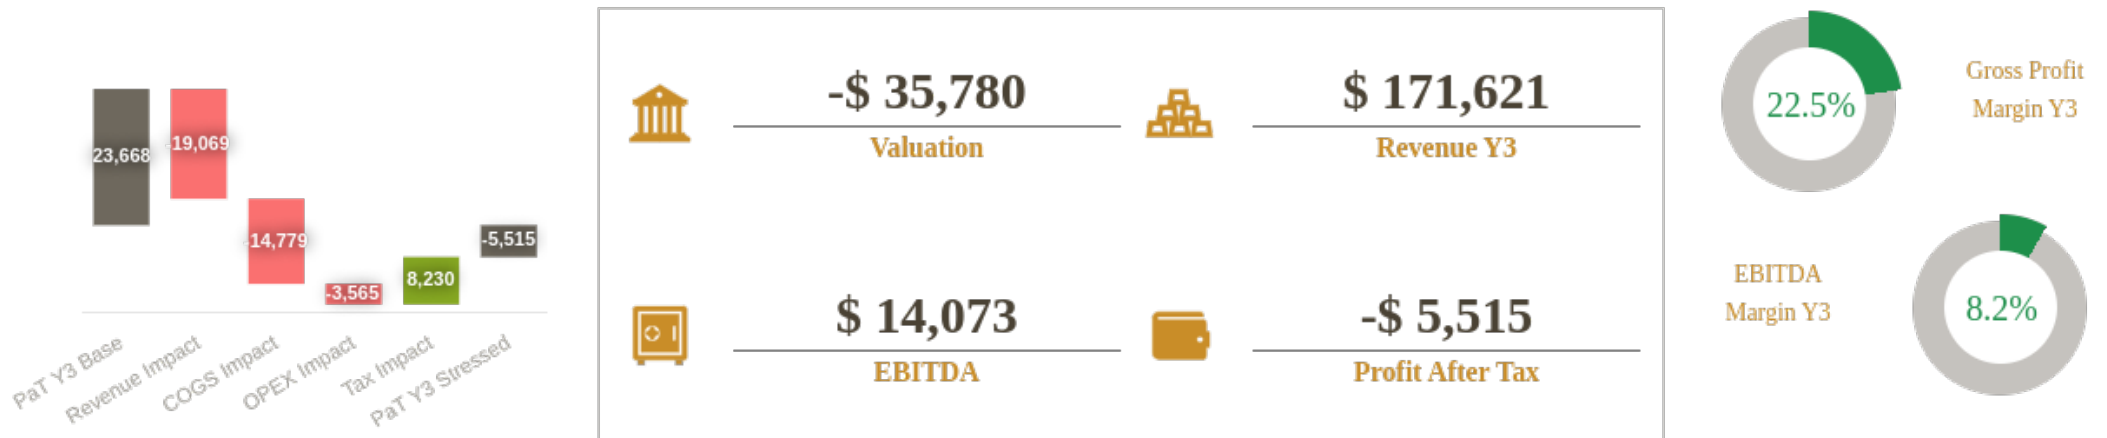 23,668
-19,069
-14,779
-3,565
8,230
-5,515
PaT Y3 Base
Revenue Impact
COGS Impact
OPEX Impact
Tax Impact
PaT Y3 Stressed
-$ 35,780
Valuation
$ 171,621
Revenue Y3
$ 14,073
EBITDA
-$ 5,515
Profit After Tax
22.5%
Gross Profit
Margin Y3
EBITDA
Margin Y3
8.2%